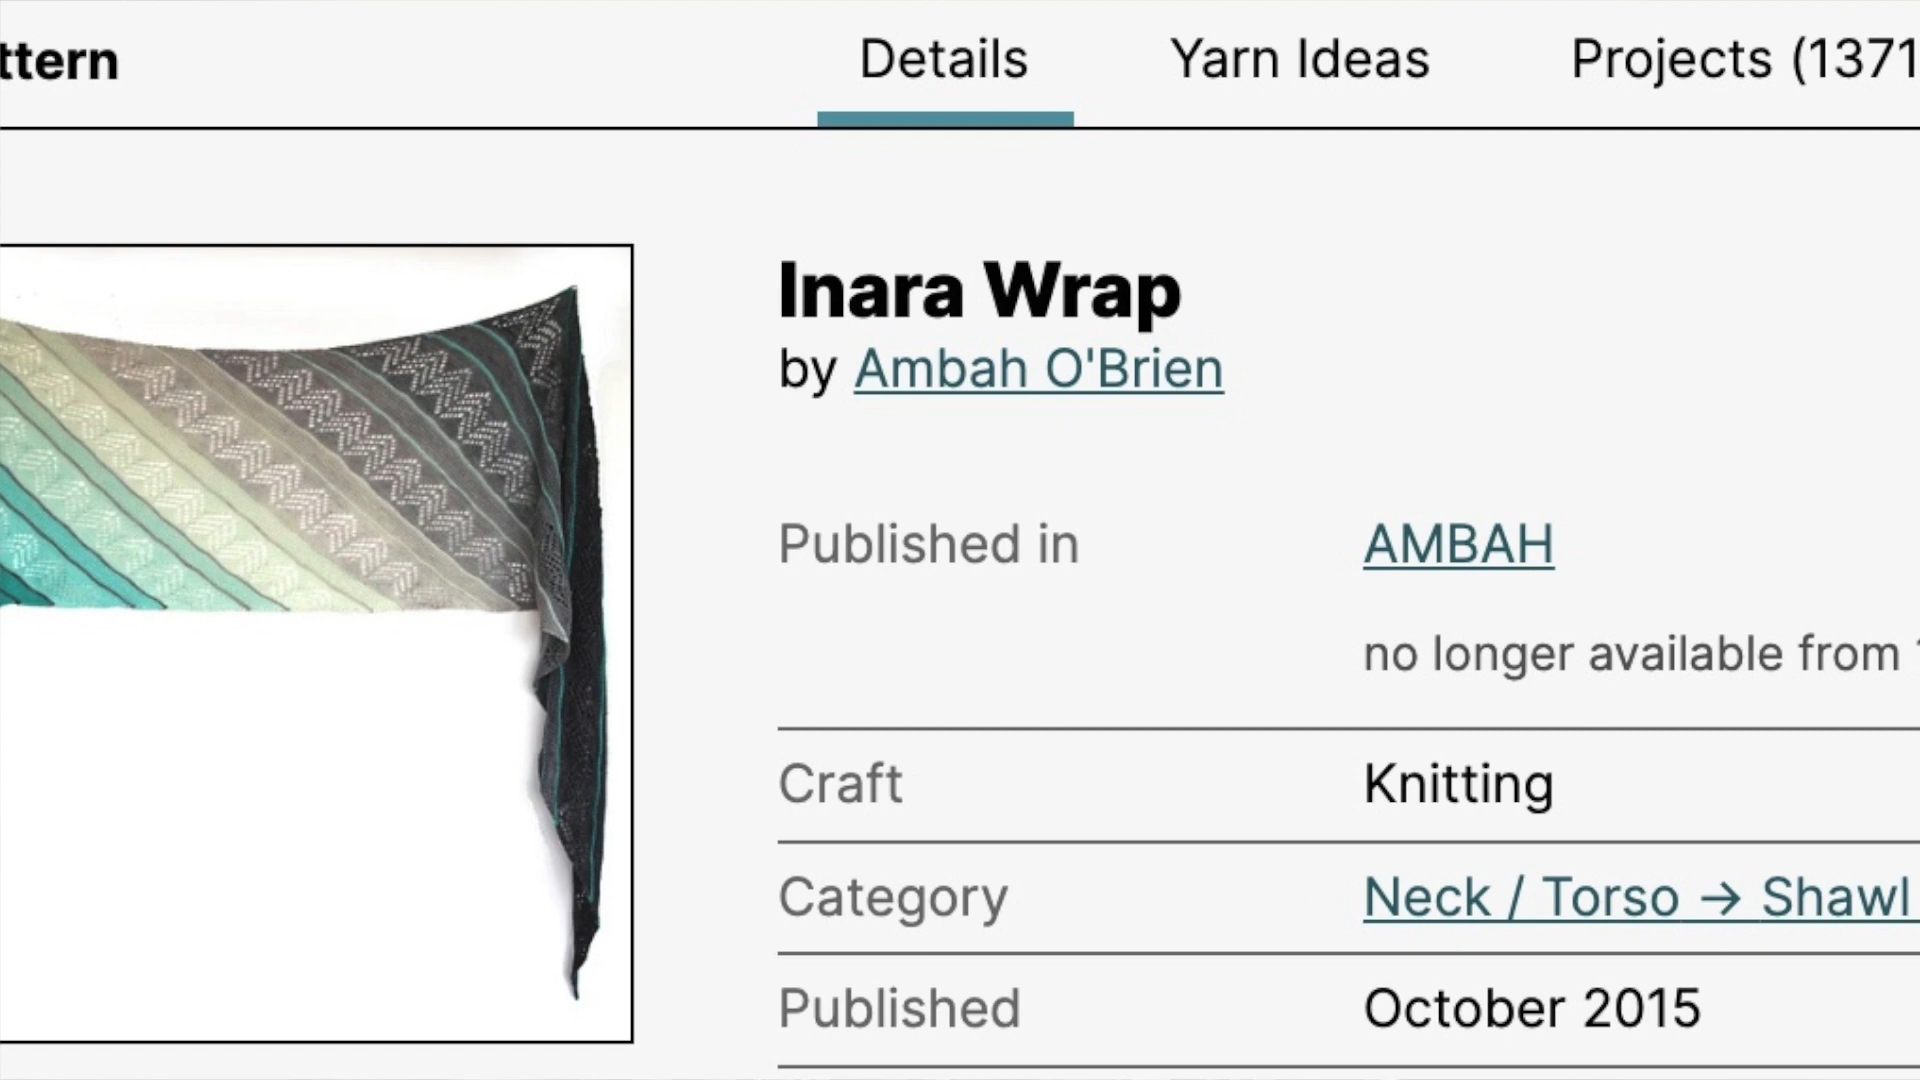 ttern
Details
Yarn Ideas
Projects (1371
Inara Wrap
by Ambah O'Brien
Published in
AMBAH
no longer available from
Craft
Knitting
Category
Neck / Torso → Shawl
Published
October 2015